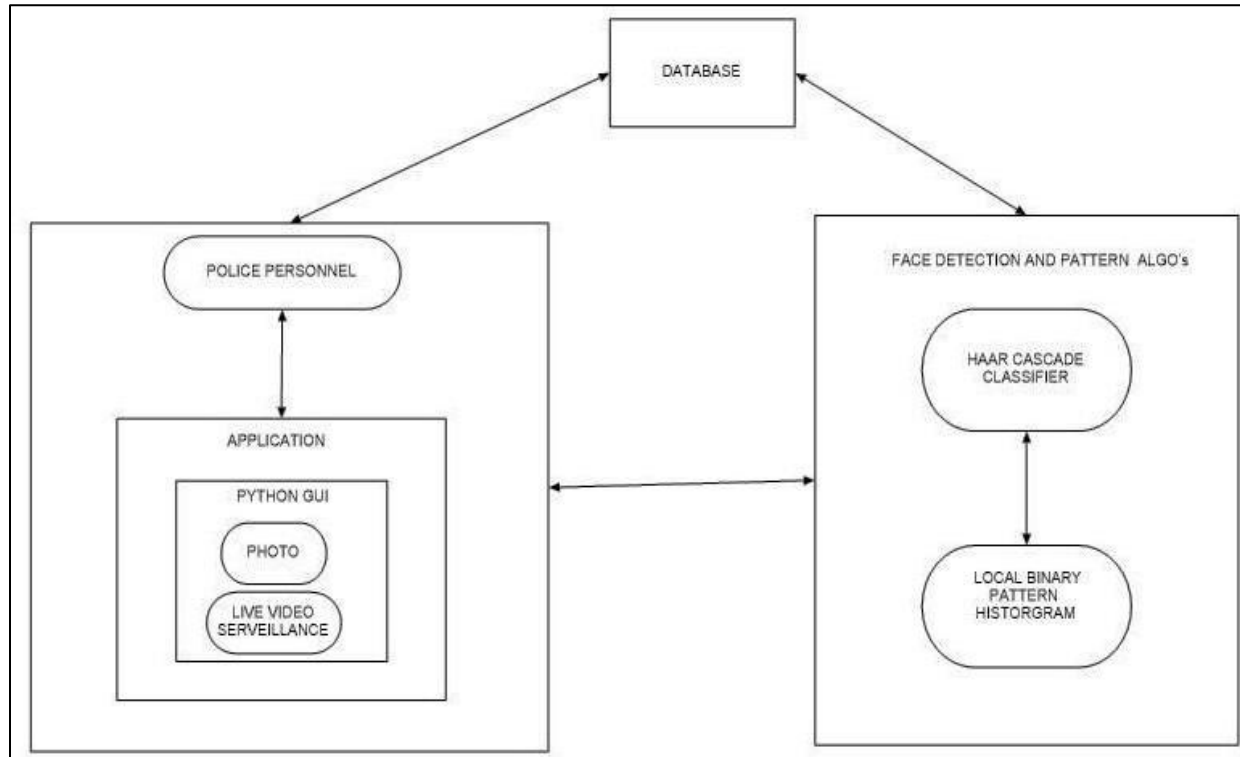 DATABASE
POLICE PERSONNEL
APPLICATION
PYTHON GUI
PHOTO
LIVE VIDEO
SERVEILLANCE
FACE DETECTION AND PATTERN ALGO's
HAAR CASCADE
CLASSIFIER
LOCAL BINARY
PATTERN
HISTORGRAM